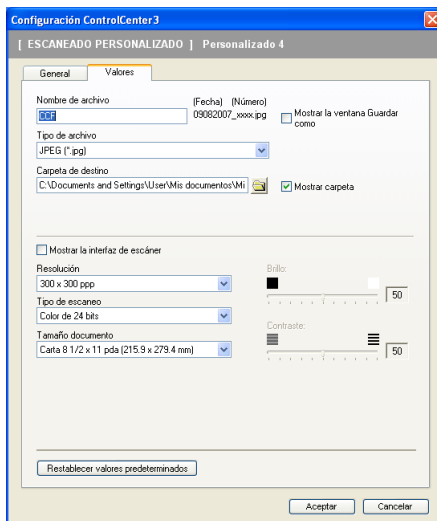 Configuración ControlCenter3
[ ESCANEADO PERSONALIZADO ] Personalizado 4
General Valores
Nombre de archivo (Fecha) (Número)
CCF 09082007_xxxx.jpg Mostrar la ventana Guardar como
Tipo de archivo
JPEG (*.jpg)
Carpeta de destino
C:\Documents and Settings\User\Mis documentos\Mi Mostrar carpeta
Mostrar la interfaz de escáner
Resolución Brillo:
300 x 300 ppp 50
Tipo de escaneo
Color de 24 bits
Tamaño documento Contraste:
Carta 8 1/2 x 11 pda (215.9 x 279.4 mm) 50
Restablecer valores predeterminados
Aceptar Cancelar